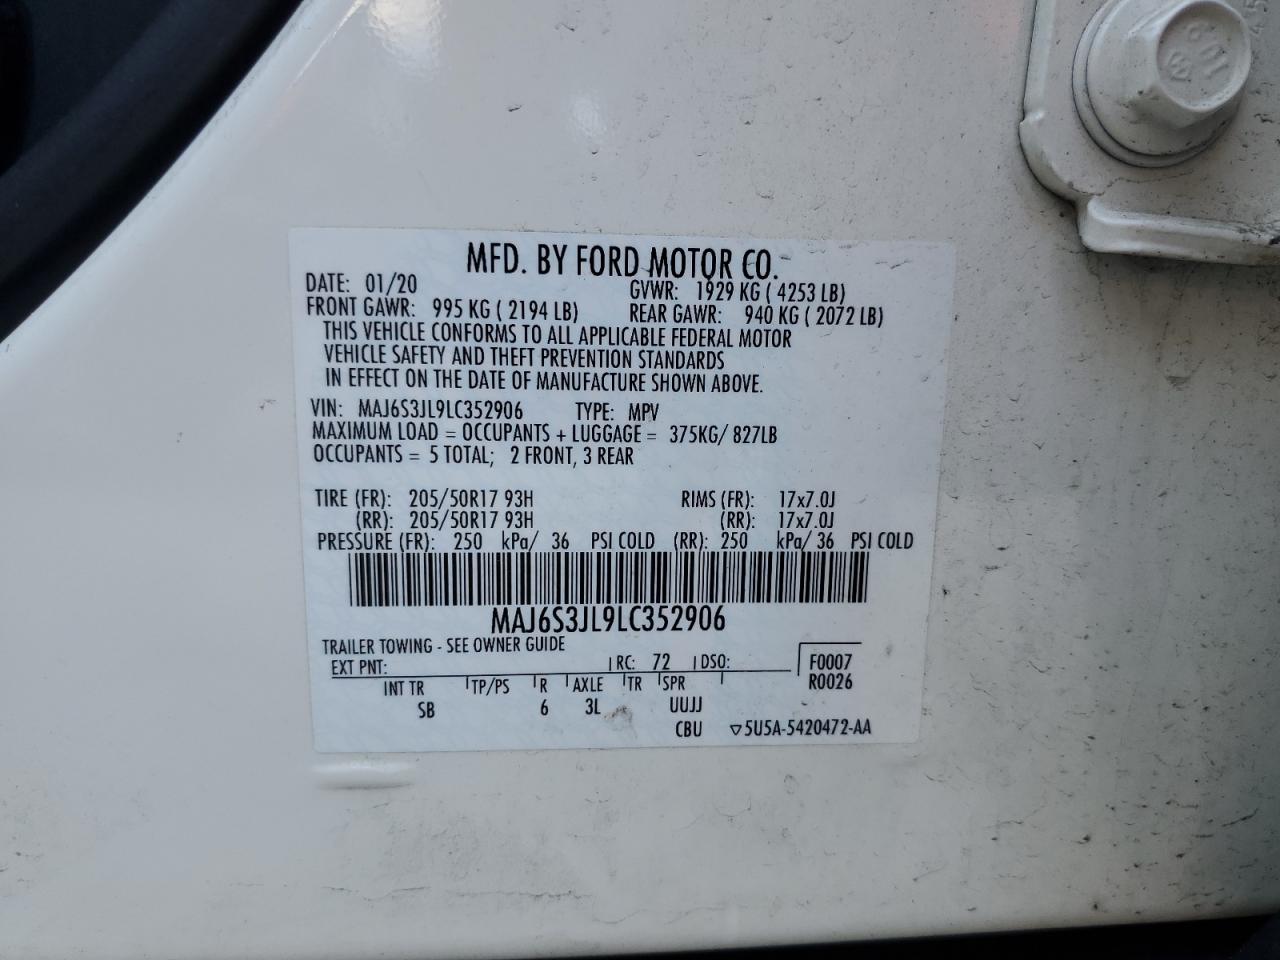 MFD. BY FORD MOTOR CO.
DATE: 01/20 GVWR: 1929 KG ( 4253 LB)
FRONT GAWR: 995 KG ( 2194 LB) REAR GAWR: 940 KG ( 2072 LB)
THIS VEHICLE CONFORMS TO ALL APPLICABLE FEDERAL MOTOR
VEHICLE SAFETY AND THEFT PREVENTION STANDARDS
IN EFFECT ON THE DATE OF MANUFACTURE SHOWN ABOVE.
VIN: MAJ6S3JL9LC352906 TYPE: MPV
MAXIMUM LOAD = OCCUPANTS + LUGGAGE = 375KG/ 827LB
OCCUPANTS = 5 TOTAL; 2 FRONT, 3 REAR
TIRE (FR): 205/50R17 93H RIMS (FR): 17x7.0J
(RR): 205/50R17 93H (RR): 17x7.0J
PRESSURE (FR): 250 kPa/ 36 PSI COLD (RR): 250 kPa/ 36 PSI COLD
MAJ6S3JL9LC352906
TRAILER TOWING - SEE OWNER GUIDE
EXT PNT: RC: 72 DSO: F0007
INT TR TP/PS R AXLE TR SPR R0026
SB 6 3L UUJJ
CBU ▽5U5A-5420472-AA